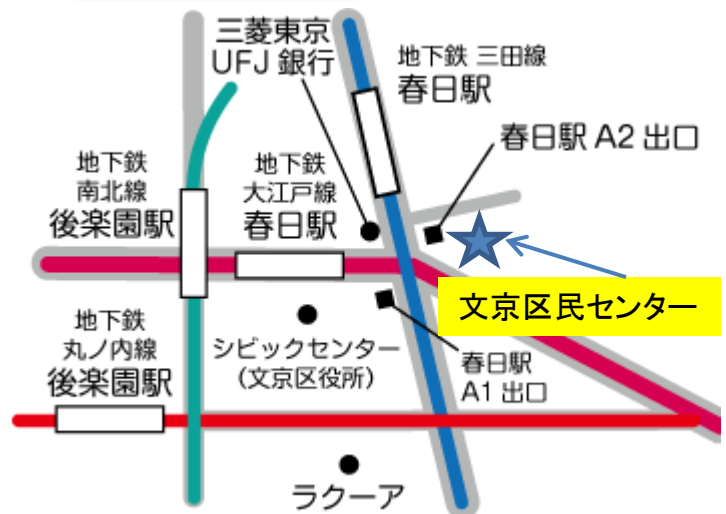 三菱東京
UFJ 銀行
地下鉄 三田線
春日駅
春日駅 A2 出口
地下鉄
南北線
後楽園駅
地下鉄
大江戸線
春日駅
文京区民センター
地下鉄
丸ノ内線
後楽園駅
シビックセンター
（文京区役所）
春日駅
A1 出口
ラクーア